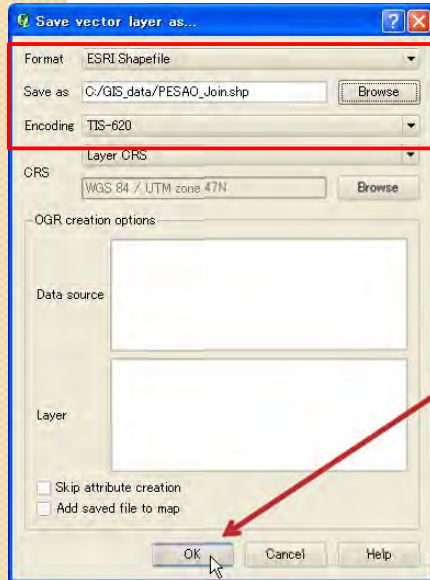 Save vector layer as...
Format ESRI Shapefile
Save as C:/GIS_data/PESAO_Join.shp Browse
Encoding TIS-620
Layer CRS
CRS
WGS 84 / UTM zone 47N Browse
OGR creation options
Data source
Layer
Skip attribute creation
Add saved file to map
OK Cancel Help